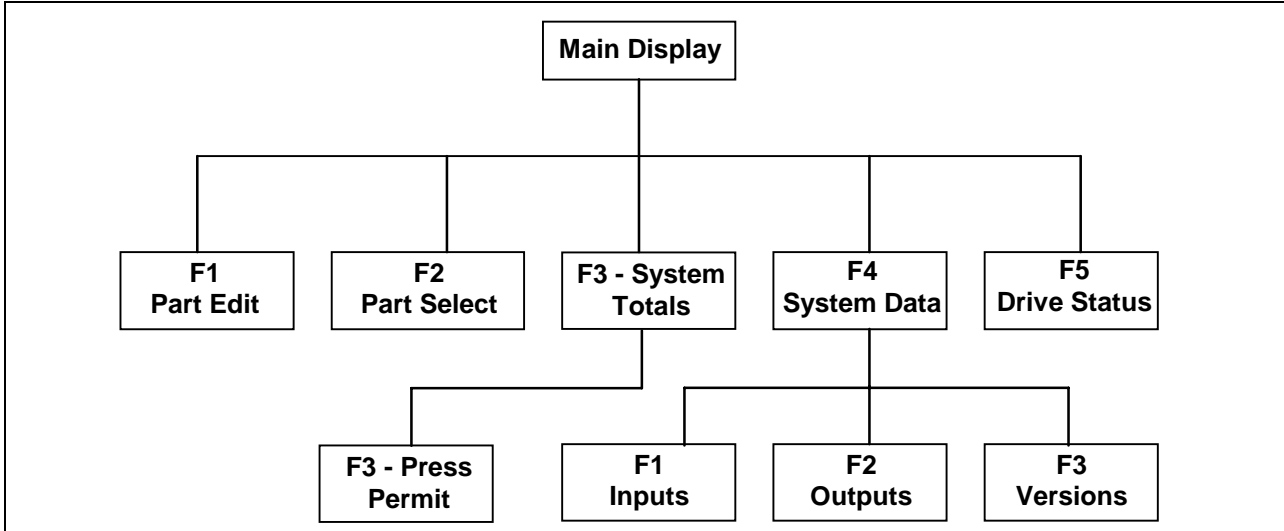 Main Display
F1
Part Edit
F2
Part Select
F3 - System
Totals
F4
System Data
F5
Drive Status
F3 - Press
Permit
F1
Inputs
F2
Outputs
F3
Versions